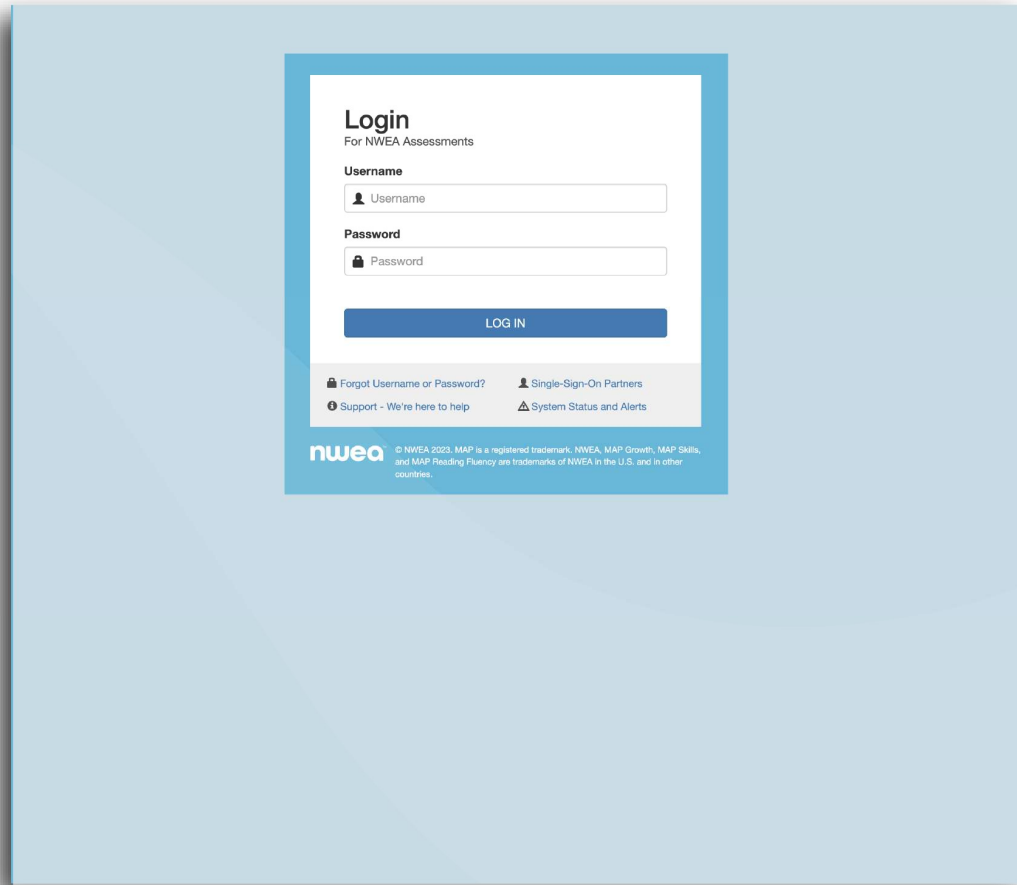 Login
For NWEA Assessments
Username
Username
Password
Password
LOG IN
Forgot Username or Password?
Single-Sign-On Partners
Support - We're here to help
System Status and Alerts
nwea
© NWEA 2023. MAP is a registered trademark. NWEA, MAP Growth, MAP Skills,
and MAP Reading Fluency are trademarks of NWEA in the U.S. and in other
countries.